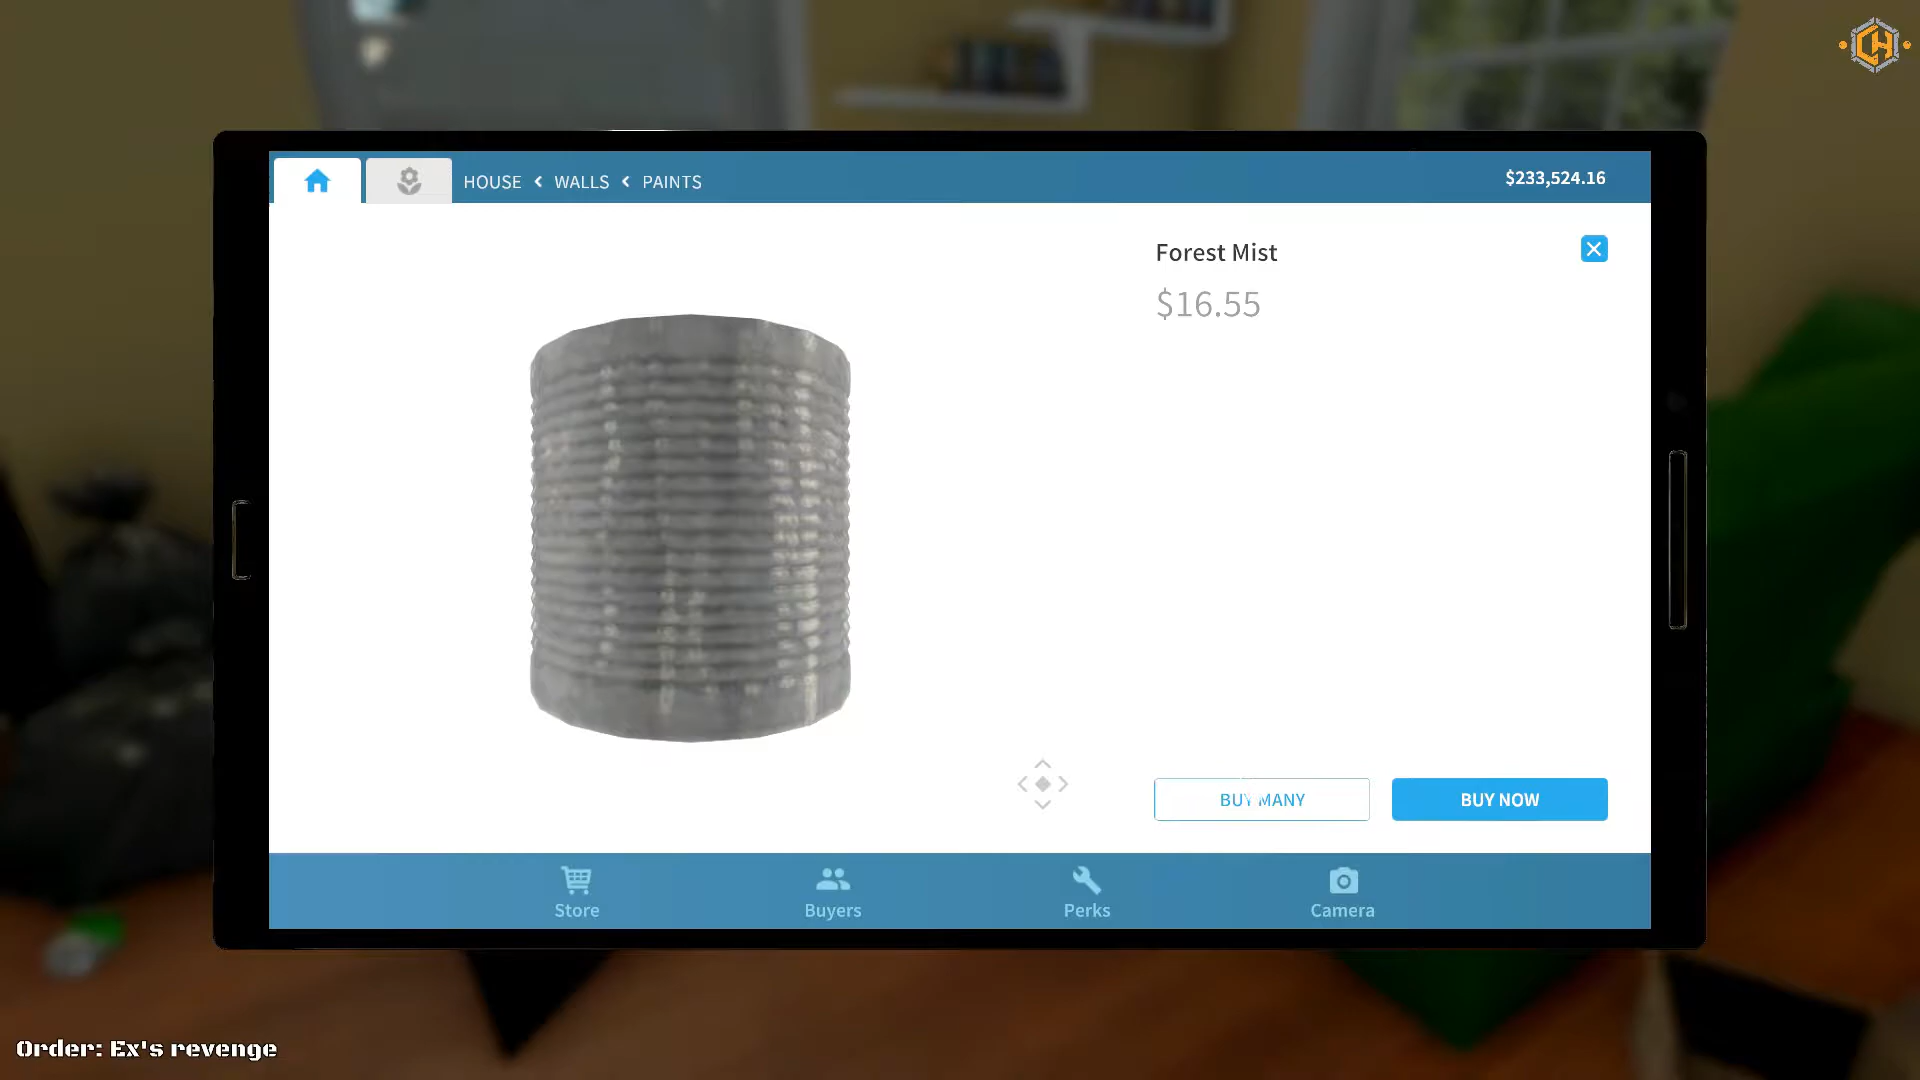 HOUSE WALLS PAINTS
$233,524.16
Forest Mist
$16.55
BUY MANY
BUY NOW
Store
Buyers
Perks
Camera
Order: Ex's revenge